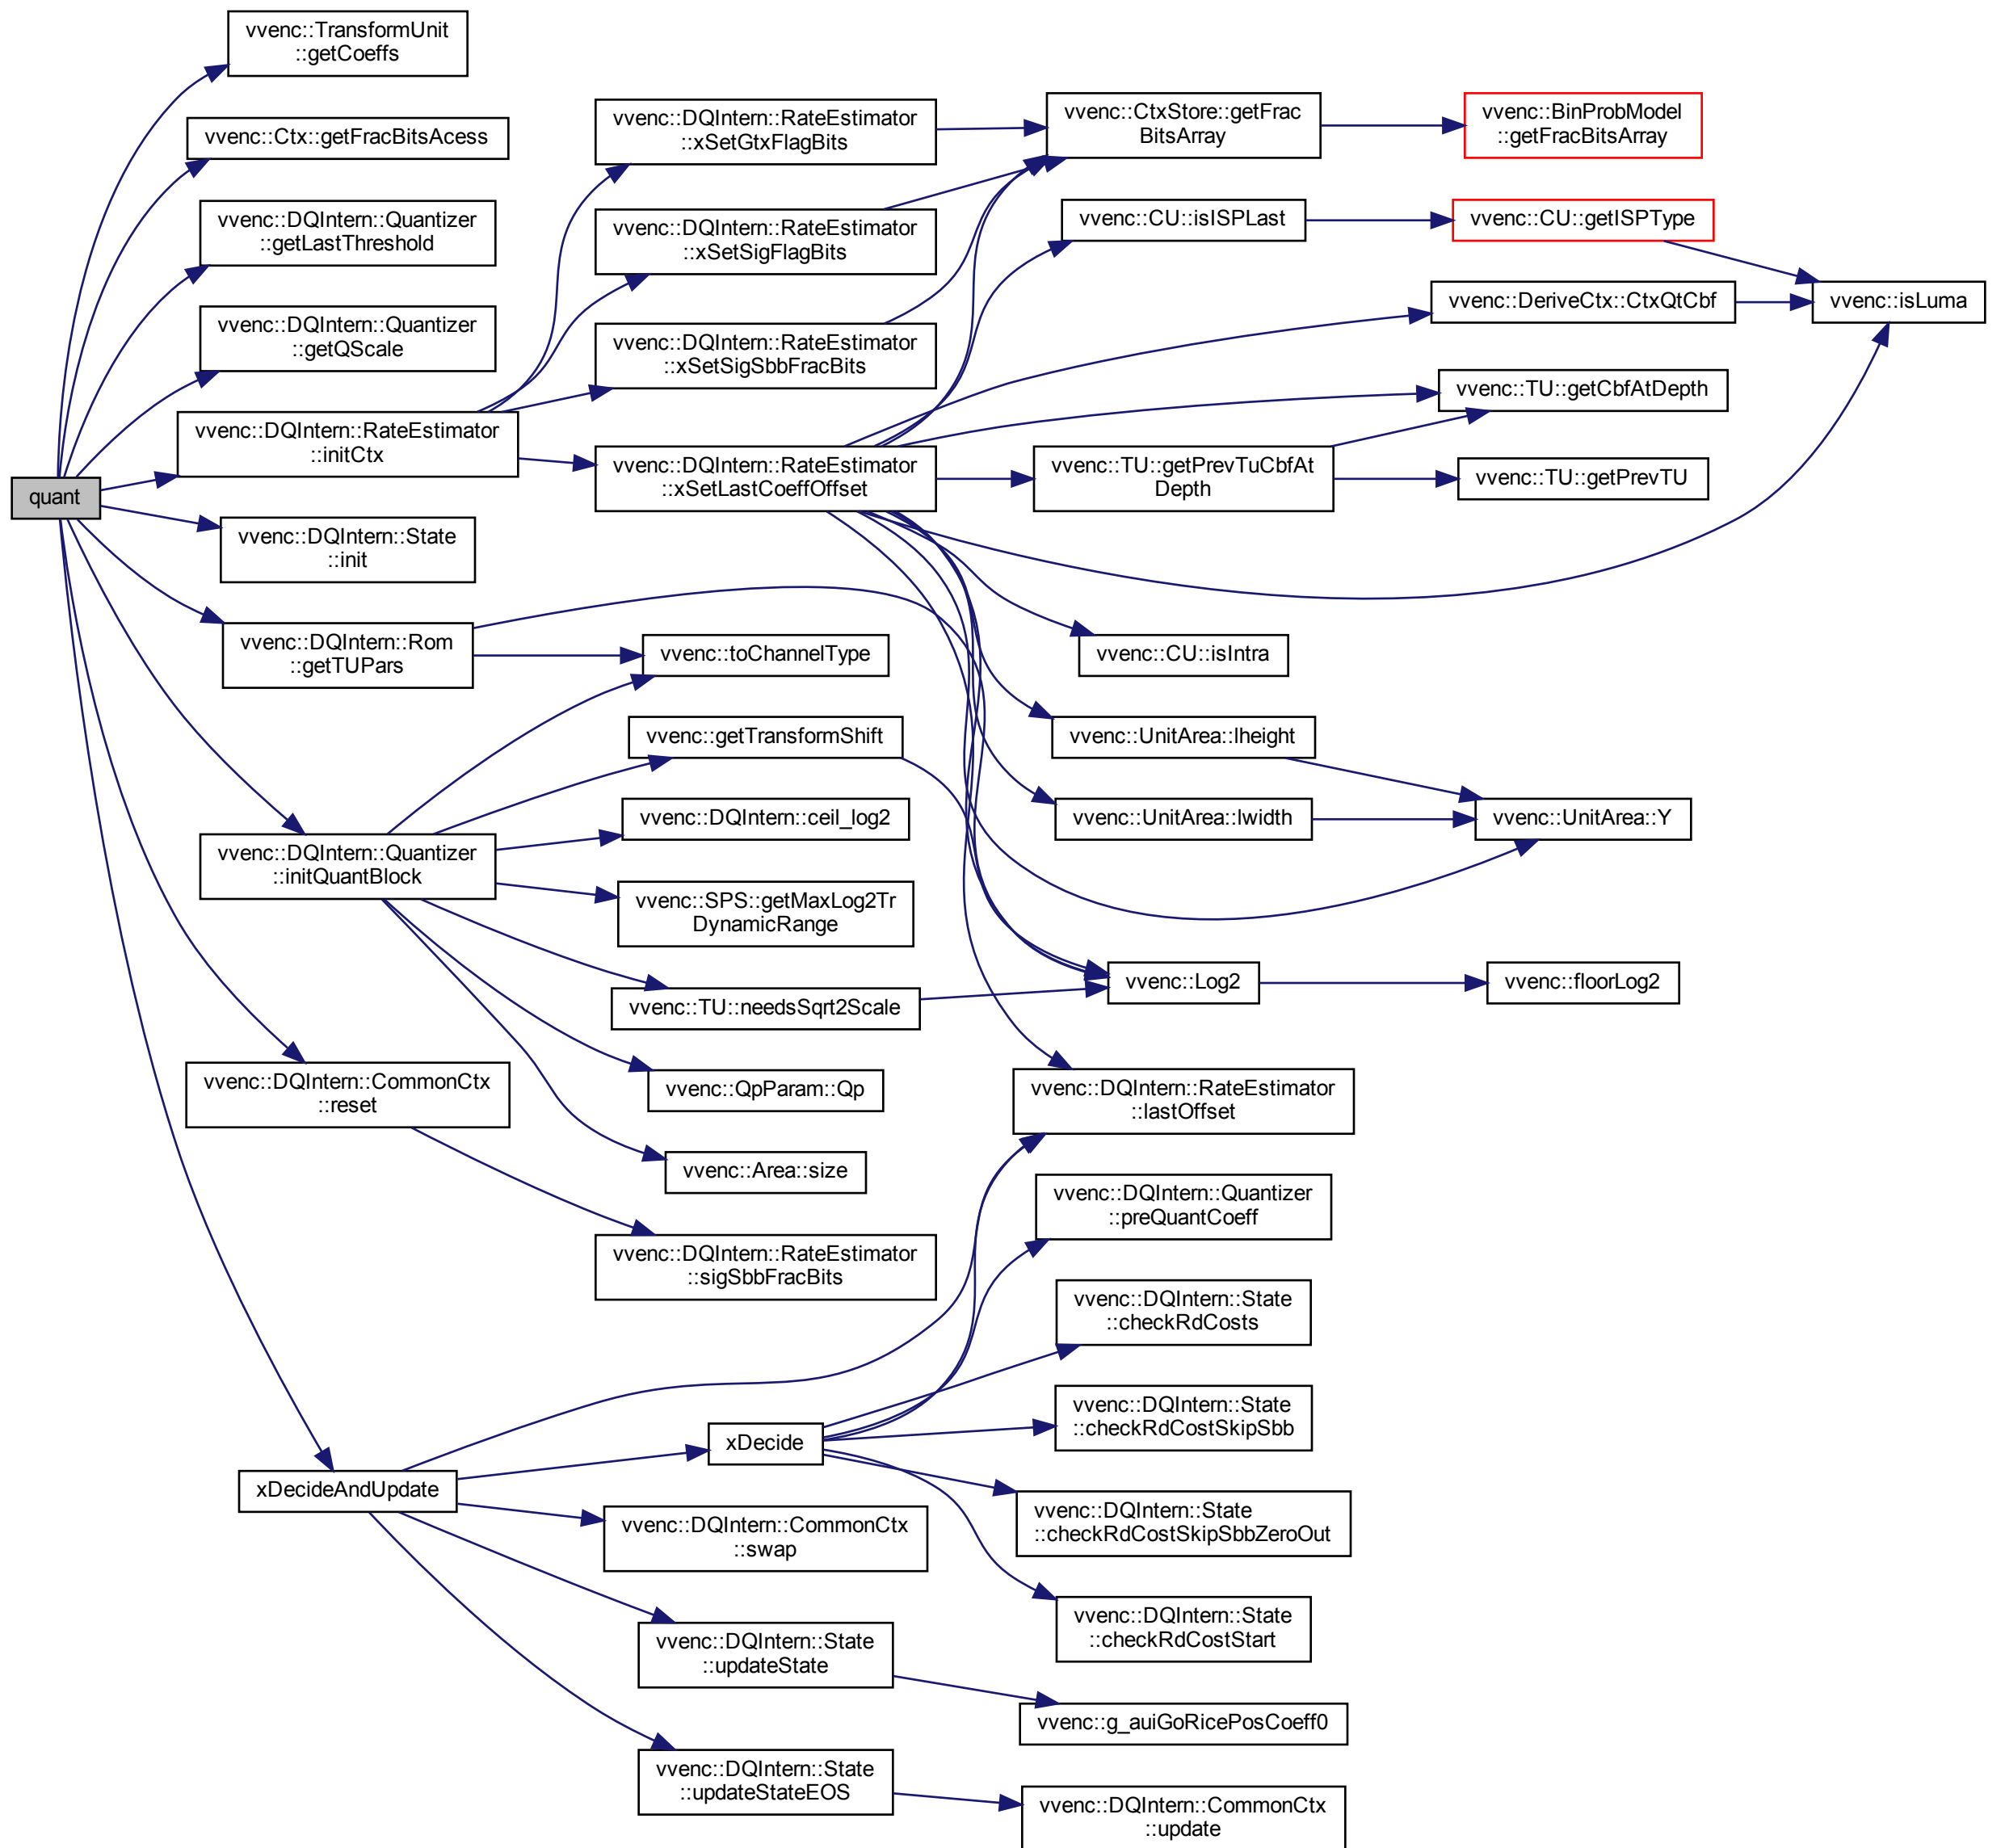 vvenc::TransformUnit
::getCoeffs
vvenc::Ctx::getFracBitsAcess
vvenc::DQIntern::Quantizer
::getLastThreshold
vvenc::DQIntern::Quantizer
::getQScale
vvenc::DQIntern::RateEstimator
::initCtx
quant
vvenc::DQIntern::State
::init
vvenc::DQIntern::Rom
::getTUPars
vvenc::DQIntern::Quantizer
::initQuantBlock
vvenc::DQIntern::CommonCtx
::reset
xDecideAndUpdate
vvenc::DQIntern::RateEstimator
::xSetGtxFlagBits
vvenc::DQIntern::RateEstimator
::xSetSigFlagBits
vvenc::DQIntern::RateEstimator
::xSetSigSbbFracBits
vvenc::DQIntern::RateEstimator
::xSetLastCoeffOffset
vvenc::toChannelType
vvenc::getTransformShift
vvenc::DQIntern::ceil_log2
vvenc::SPS::getMaxLog2Tr
DynamicRange
vvenc::TU::needsSqrt2Scale
vvenc::QpParam::Qp
vvenc::Area::size
vvenc::DQIntern::RateEstimator
::sigSbbFracBits
xDecide
vvenc::DQIntern::CommonCtx
::swap
vvenc::DQIntern::State
::updateState
vvenc::DQIntern::State
::updateStateEOS
vvenc::CtxStore::getFrac
BitsArray
vvenc::CU::isISPLast
vvenc::TU::getPrevTuCbfAt
Depth
vvenc::CU::isIntra
vvenc::UnitArea::lheight
vvenc::UnitArea::lwidth
vvenc::Log2
vvenc::DQIntern::RateEstimator
::lastOffset
vvenc::DQIntern::Quantizer
::preQuantCoeff
vvenc::DQIntern::State
::checkRdCosts
vvenc::DQIntern::State
::checkRdCostSkipSbb
vvenc::DQIntern::State
::checkRdCostSkipSbbZeroOut
vvenc::DQIntern::State
::checkRdCostStart
vvenc::g_auiGoRicePosCoeff0
vvenc::DQIntern::CommonCtx
::update
vvenc::BinProbModel
::getFracBitsArray
vvenc::CU::getISPType
vvenc::DeriveCtx::CtxQtCbf
vvenc::TU::getCbfAtDepth
vvenc::TU::getPrevTU
vvenc::UnitArea::Y
vvenc::floorLog2
vvenc::isLuma